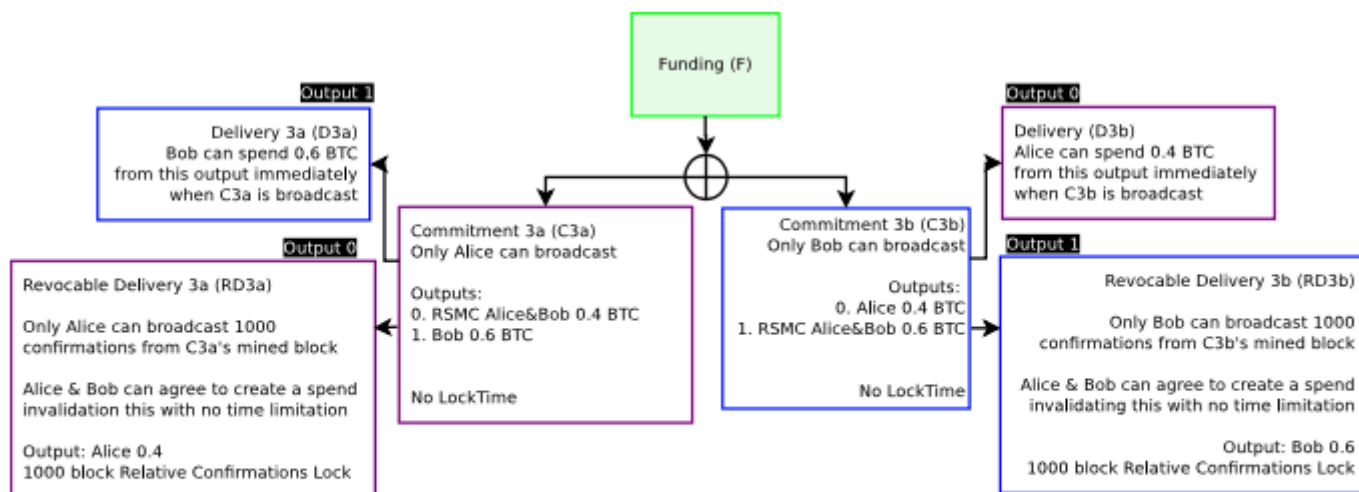 Funding (F)
Output 1
Delivery 3a (D3a)
Bob can spend 0.6 BTC
from this output immediately
when C3a is broadcast
Output 0
Delivery (D3b)
Alice can spend 0.4 BTC
from this output immediately
when C3b is broadcast
Commitment 3a (C3a)
Only Alice can broadcast
Outputs:
0. RSMC Alice&Bob 0.4 BTC
1. Bob 0.6 BTC
No LockTime
Commitment 3b (C3b)
Only Bob can broadcast
Outputs:
0. Alice 0.4 BTC
1. RSMC Alice&Bob 0.6 BTC
No LockTime
Output 0
Revocable Delivery 3a (RD3a)
Only Alice can broadcast 1000
confirmations from C3a's mined block
Alice & Bob can agree to create a spend
invalidation this with no time limitation
Output: Alice 0.4
1000 block Relative Confirmations Lock
Output 1
Revocable Delivery 3b (RD3b)
Only Bob can broadcast 1000
confirmations from C3b's mined block
Alice & Bob can agree to create a spend
invalidating this with no time limitation
Output: Bob 0.6
1000 block Relative Confirmations Lock